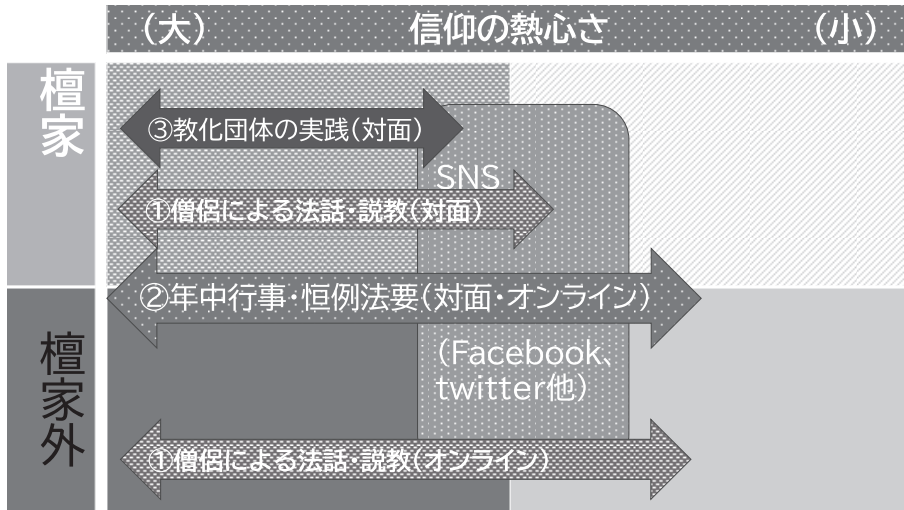 （大） 信仰の熱心さ （小）
檀家
③教化団体の実践（対面）
SNS
①僧侶による法話・説教（対面）
②年中行事・恒例法要（対面・オンライン）
檀家外
（Facebook、
twitter他）
①僧侶による法話・説教（オンライン）